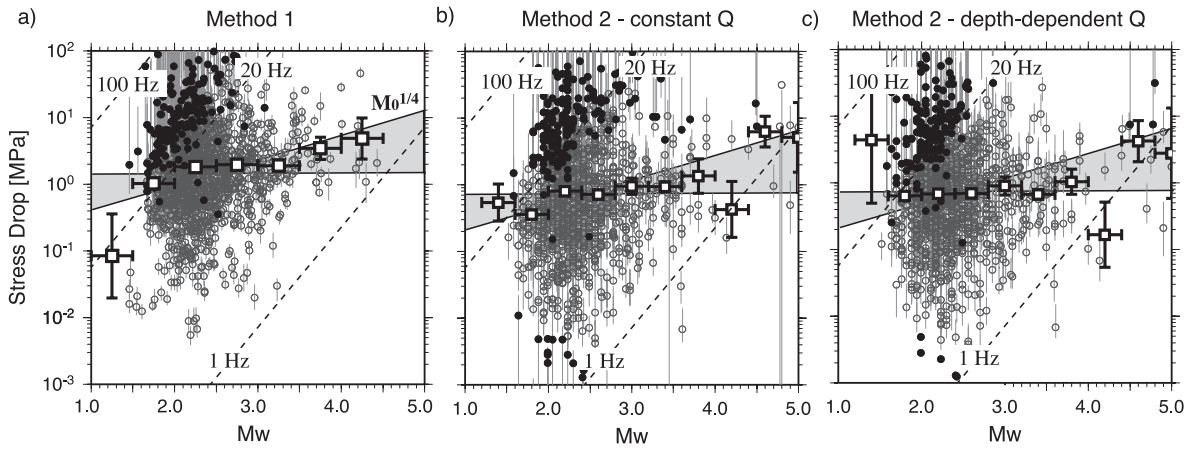 a) Method 1
b) Method 2 - constant Q
c) Method 2 - depth-dependent Q
Stress Drop [MPa]
10²
10¹
10⁰
10⁻¹
10⁻²
10⁻³
100 Hz
20 Hz
M0^1/4
1 Hz
1.0 2.0 3.0 4.0 5.0
Mw
100 Hz
20 Hz
1 Hz
1.0 2.0 3.0 4.0 5.0
Mw
100 Hz
20 Hz
1 Hz
1.0 2.0 3.0 4.0 5.0
Mw